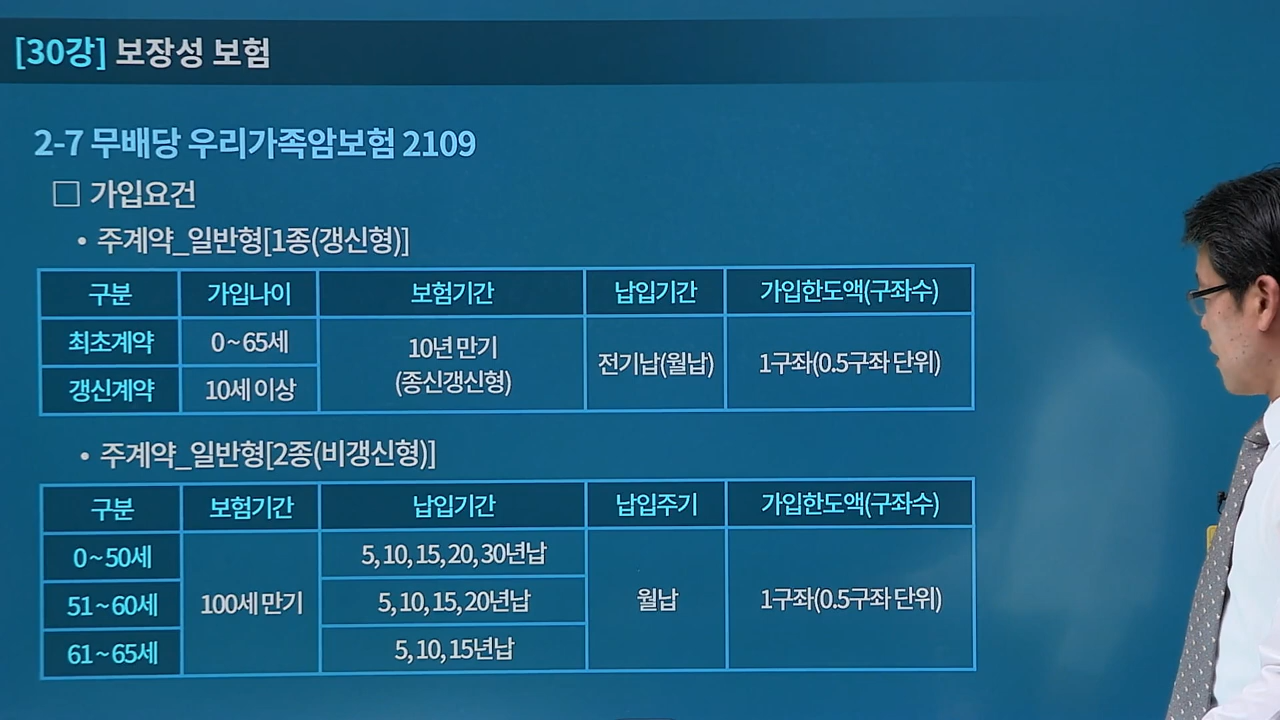 [30강] 보장성 보험
2-7 무배당 우리가족암보험 2109
□ 가입요건
• 주계약_일반형[1종(갱신형)]
구분 가입나이 보험기간 납입기간 가입한도액(구좌수)
최초계약 0~65세 10년 만기 (종신갱신형) 전기납(월납) 1구좌(0.5구좌 단위)
갱신계약 10세 이상
• 주계약_일반형[2종(비갱신형)]
구분 보험기간 납입기간 납입주기 가입한도액(구좌수)
0~50세 100세 만기 5, 10, 15, 20, 30년납 월납 1구좌(0.5구좌 단위)
51~60세 5, 10, 15, 20년납
61~65세 5, 10, 15년납